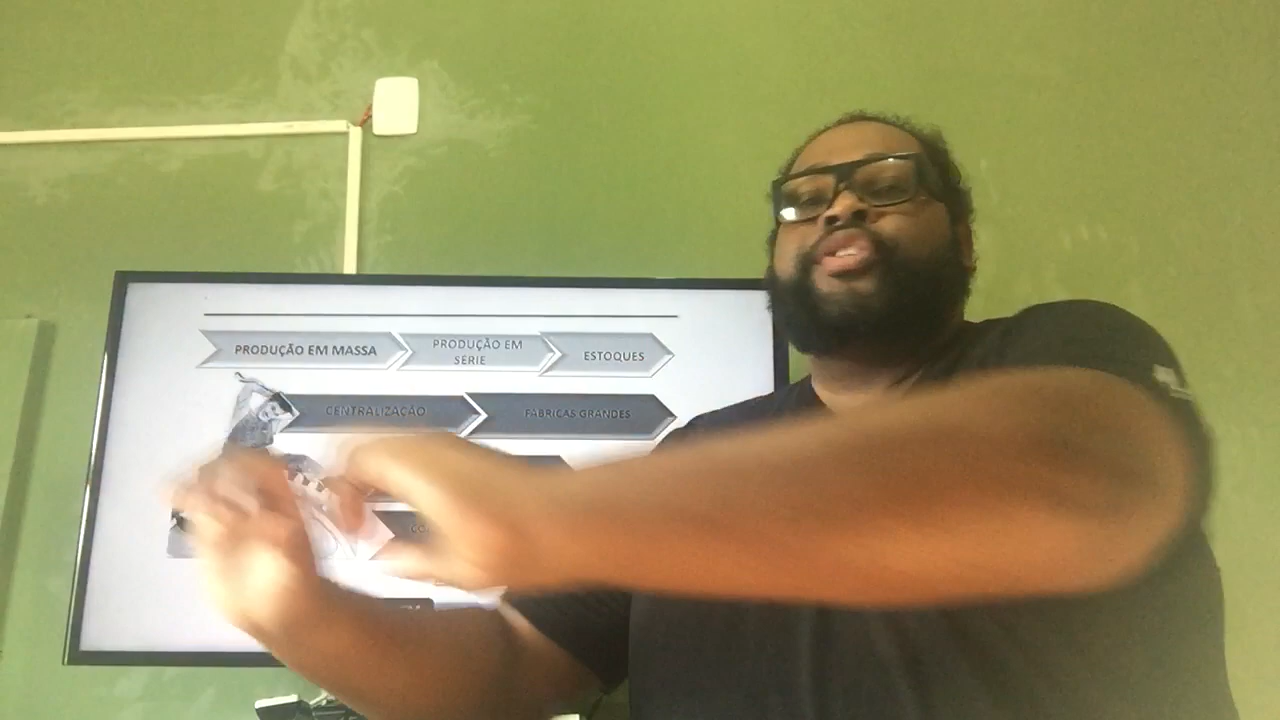 PRODUÇÃO EM MASSA
PRODUÇÃO EM
SÉRIE
ESTOQUES
CENTRALIZAÇÃO
FÁBRICAS GRANDES